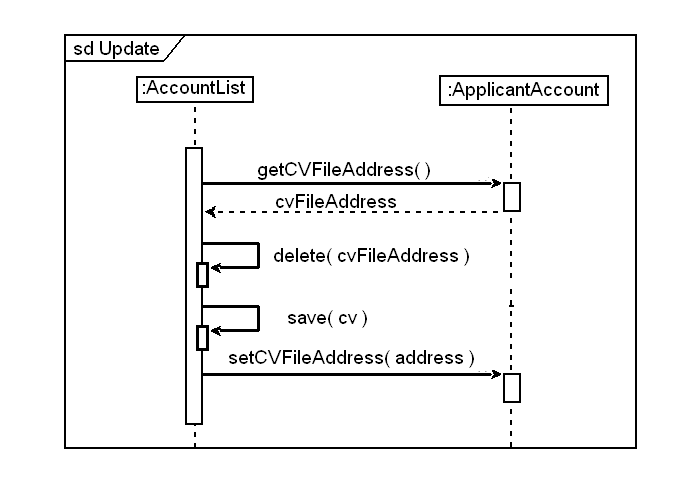 sd Update
:AccountList
:ApplicantAccount
getCVFileAddress( )
cvFileAddress
delete( cvFileAddress )
save( cv )
setCVFileAddress( address )